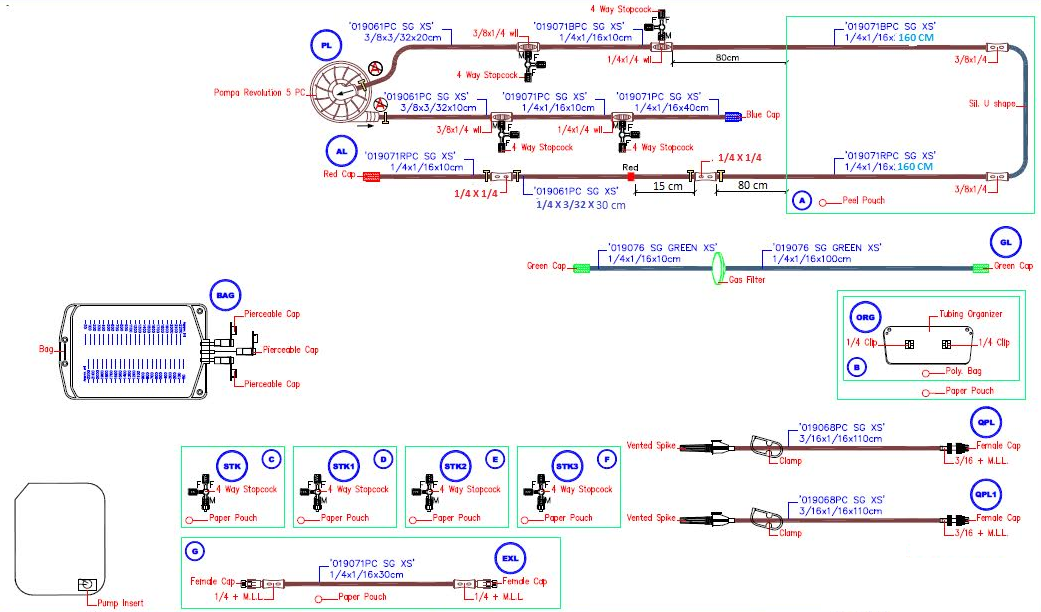 4 Way Stopcock
'019061PC SG XS'
3/8x3/32x20cm
3/8x1/4 wll
'019071BPC SG XS'
1/4x1/16x10cm
F
F
M
'019071BPC SG XS'
1/4x1/16x: 160 CM
PL
M
F
F
4 Way Stopcock
1/4x1/4 wll
80cm
3/8x1/4
Pompa Revolution 5 PC
'019061PC SG XS'
3/8x3/32x10cm
'019071PC SG XS'
1/4x1/16x10cm
'019071PC SG XS'
1/4x1/16x40cm
Sil. U shape
Blue Cap
3/8x1/4 wll
M
F
F
4 Way Stopcock
1/4x1/4 wll
M
F
F
4 Way Stopcock
AL
'019071RPC SG XS'
1/4x1/16x10cm
Red Cap
1/4 X 1/4
'019061PC SG XS'
1/4 X 3/32 X 30 cm
Red
15 cm
. 1/4 X 1/4
80 cm
'019071RPC SG XS'
1/4x1/16x: 160 CM
3/8x1/4
A
Peel Pouch
'019076 SG GREEN XS'
1/4x1/16x10cm
'019076 SG GREEN XS'
1/4x1/16x100cm
GL
Green Cap
Gas Filter
Green Cap
BAG
Pierceable Cap
Bag
Pierceable Cap
Pierceable Cap
ORG
Tubing Organizer
1/4 Clip
1/4 Clip
B
Poly. Bag
Paper Pouch
QPL
'019068PC SG XS'
3/16x1/16x110cm
Vented Spike
Clamp
Female Cap
3/16 + M.L.L.
QPL1
'019068PC SG XS'
3/16x1/16x110cm
Vented Spike
Clamp
Female Cap
3/16 + M.L.L.
STK
C
F
F
M
4 Way Stopcock
Paper Pouch
STK1
D
F
F
M
4 Way Stopcock
Paper Pouch
STK2
E
F
F
M
4 Way Stopcock
Paper Pouch
STK3
F
F
F
M
4 Way Stopcock
Paper Pouch
G
'019071PC SG XS'
1/4x1/16x30cm
EXL
Female Cap
1/4 + M.L.L
Paper Pouch
Female Cap
1/4 + M.L.L
Pump Insert